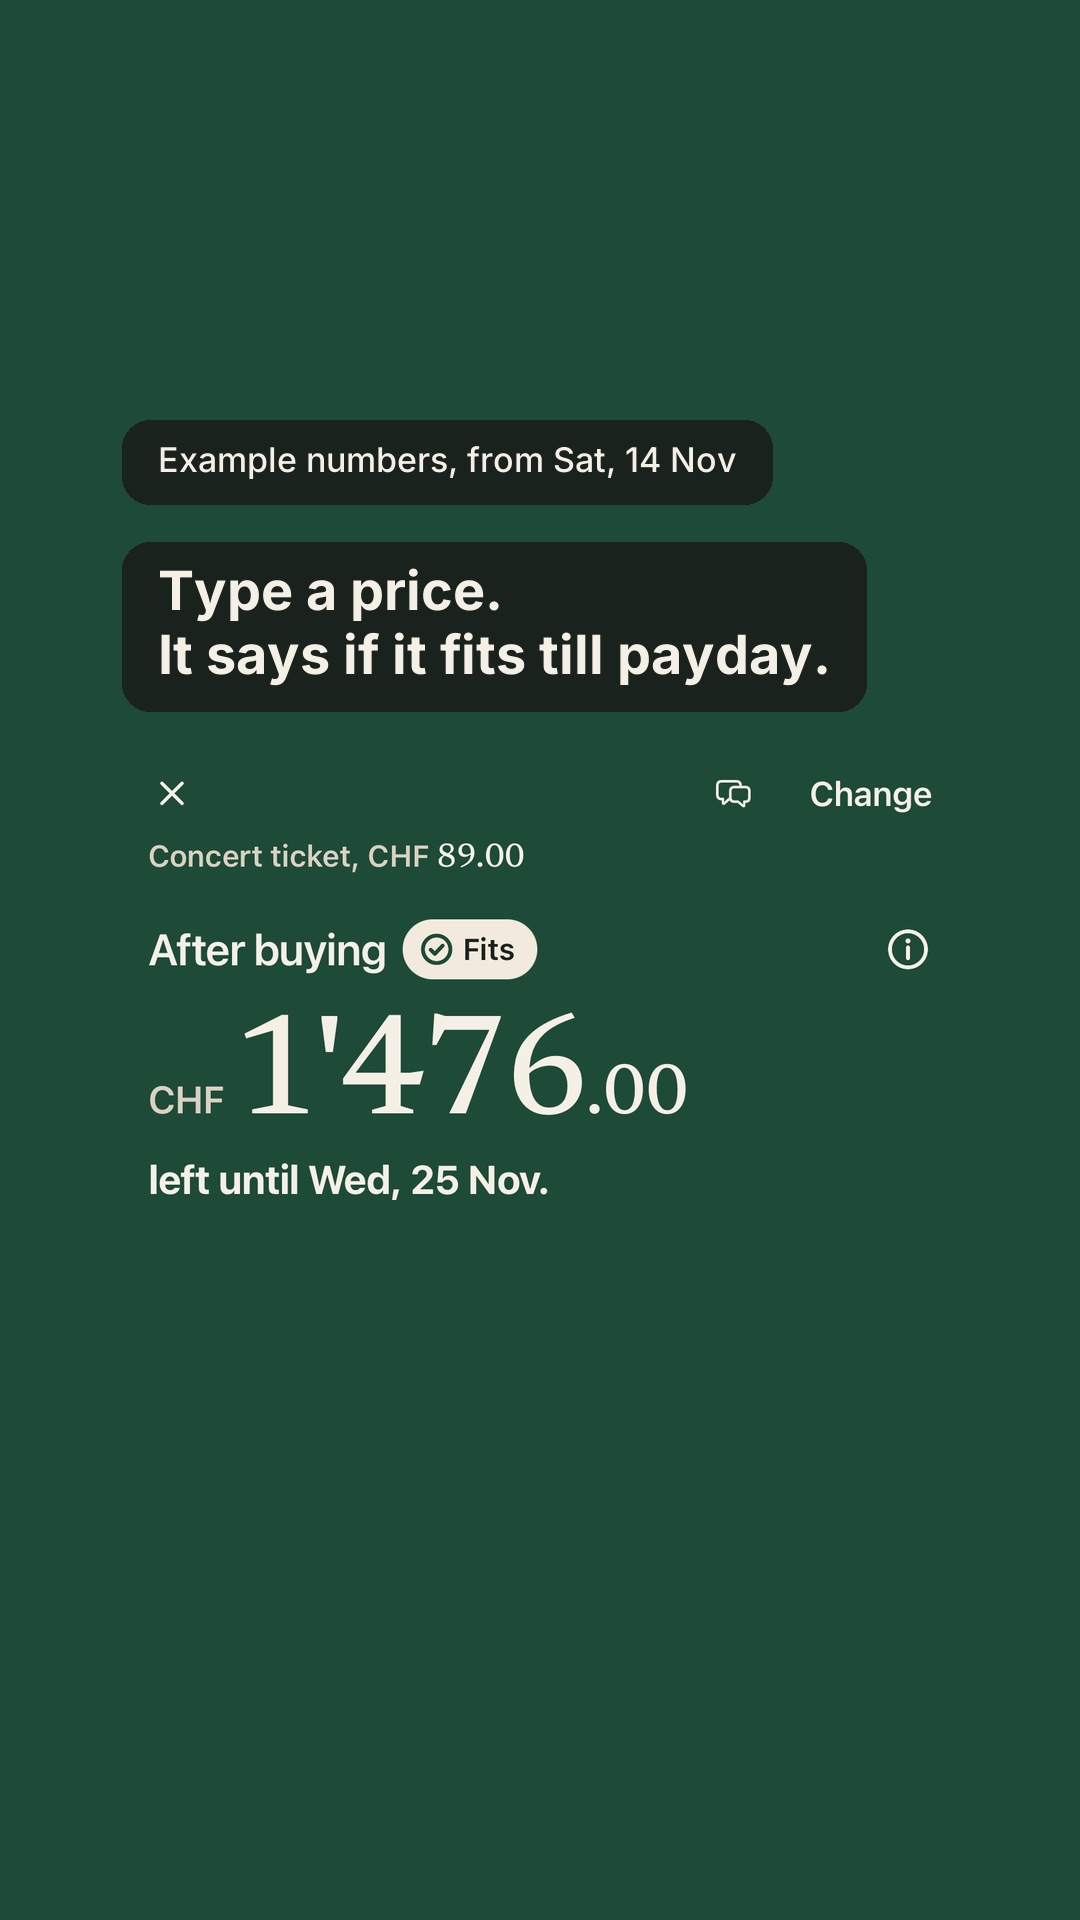 Example numbers, from Sat, 14 Nov
Type a price.
It says if it fits till payday.
Change
Concert ticket, CHF 89.00
After buying Fits
CHF 1'476.00
left until Wed, 25 Nov.